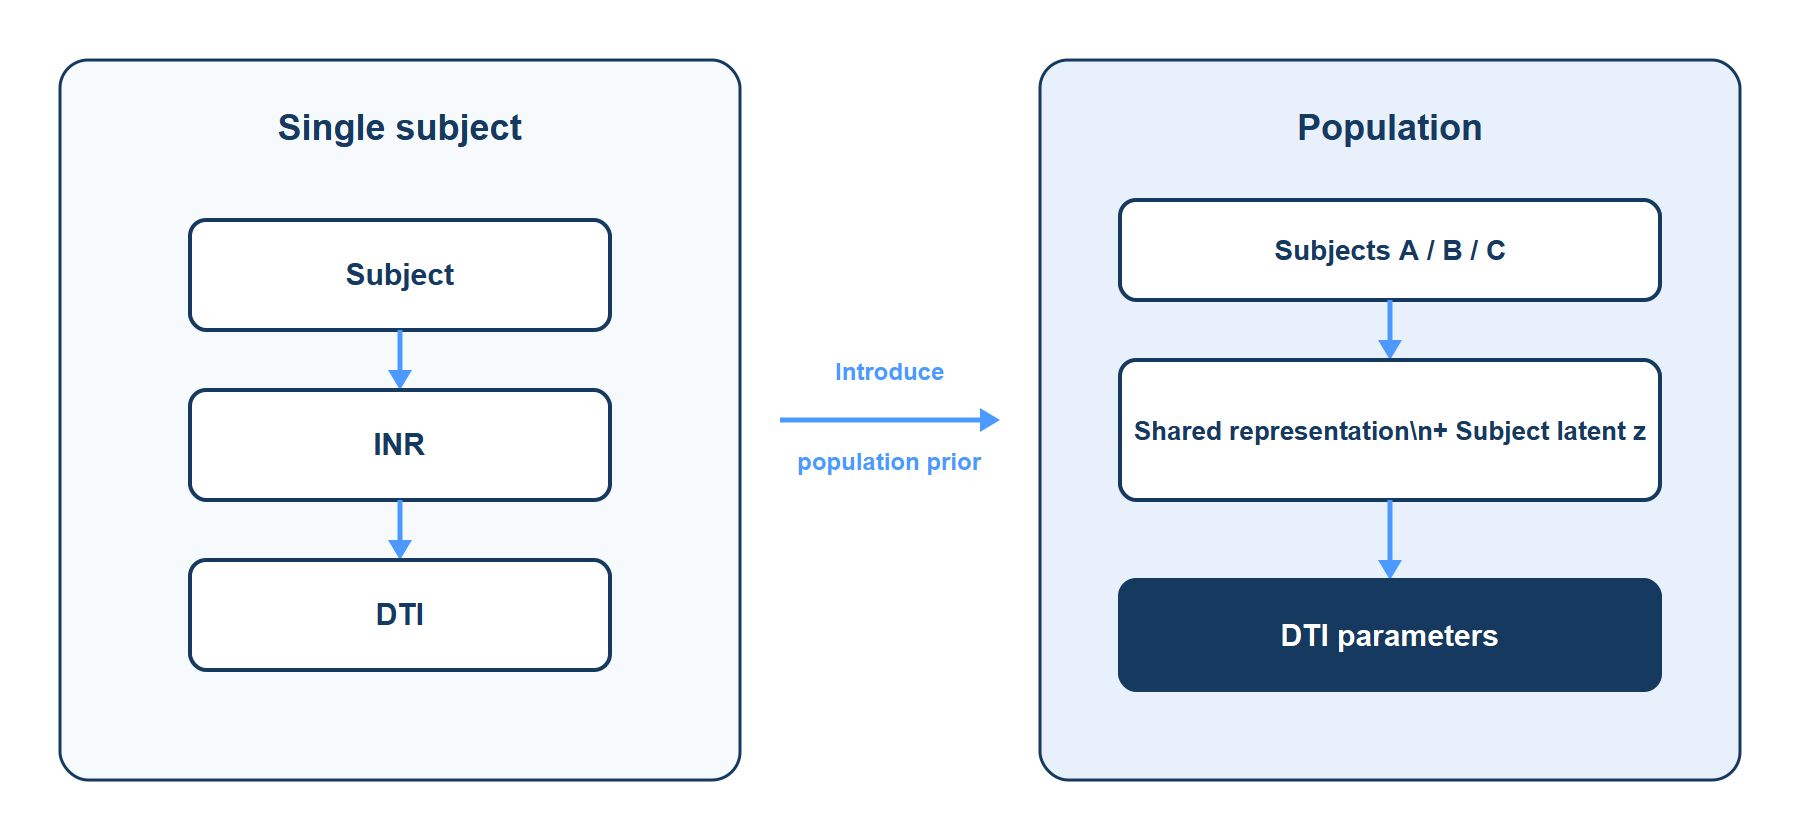 Single subject
Subject
INR
DTI
Introduce
population prior
Population
Subjects A / B / C
Shared representation\n+ Subject latent z
DTI parameters